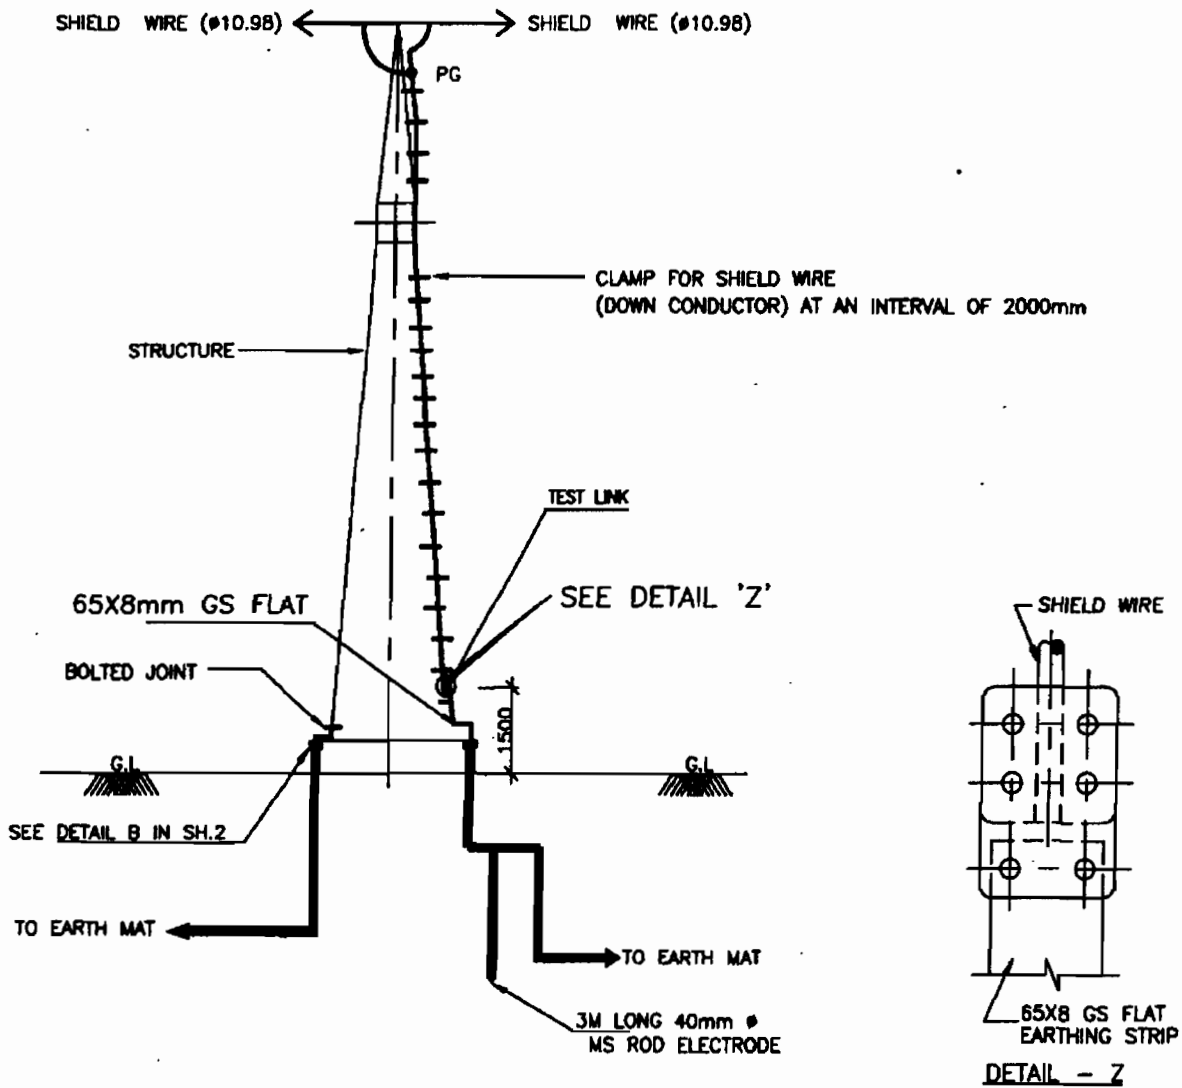 SHIELD WIRE (ø10.98)
SHIELD WIRE (ø10.98)
PG
CLAMP FOR SHIELD WIRE
(DOWN CONDUCTOR) AT AN INTERVAL OF 2000mm
STRUCTURE
TEST LINK
65X8mm GS FLAT
SEE DETAIL 'Z'
SHIELD WIRE
BOLTED JOINT
1500
G.L
G.L
SEE DETAIL B IN SH.2
TO EARTH MAT
TO EARTH MAT
3M LONG 40mm ø
MS ROD ELECTRODE
65X8 GS FLAT
EARTHING STRIP
DETAIL - Z